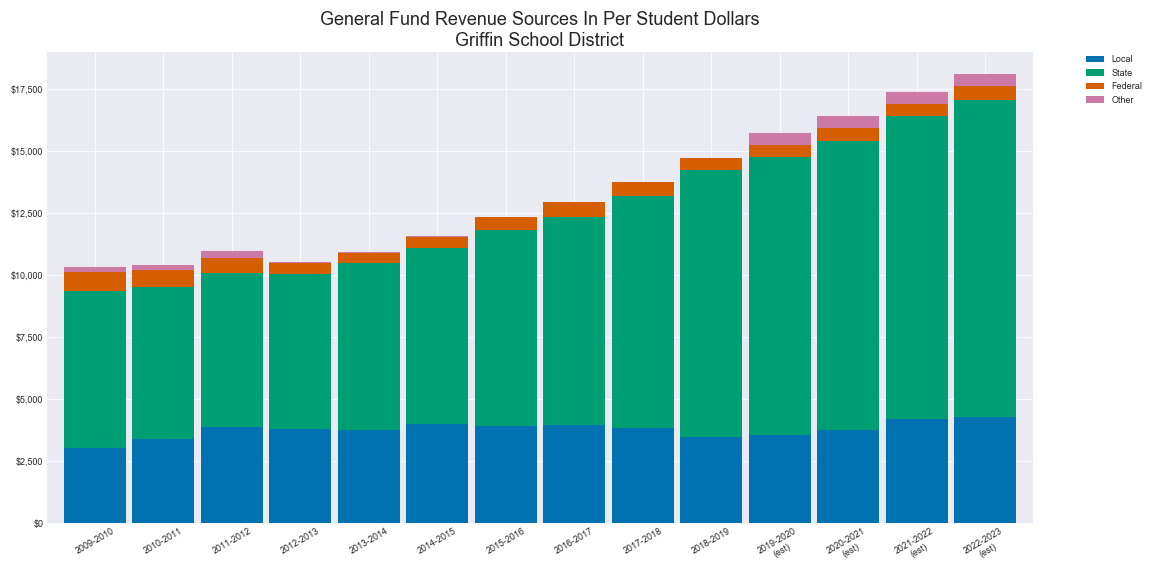 General Fund Revenue Sources In Per Student Dollars
Griffin School District
Local
State
Federal
Other
$17,500
$15,000
$12,500
$10,000
$7,500
$5,000
$2,500
$0
2009-2010
2010-2011
2011-2012
2012-2013
2013-2014
2014-2015
2015-2016
2016-2017
2017-2018
2018-2019
2019-2020
(est)
2020-2021
(est)
2021-2022
(est)
2022-2023
(est)